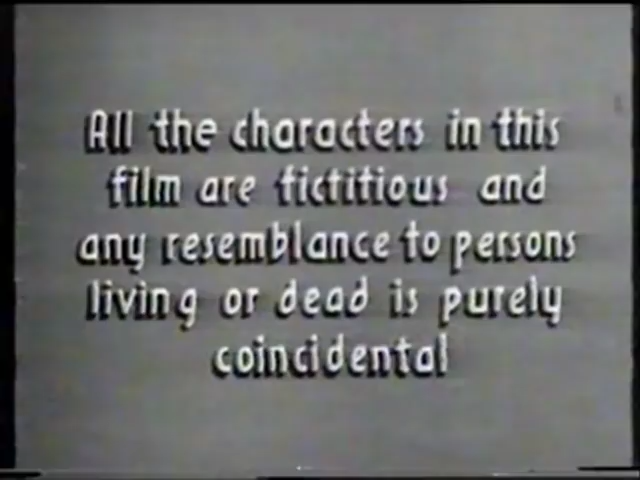 All the characters in this
film are fictitious and
any resemblance to persons
living or dead is purely
coincidental